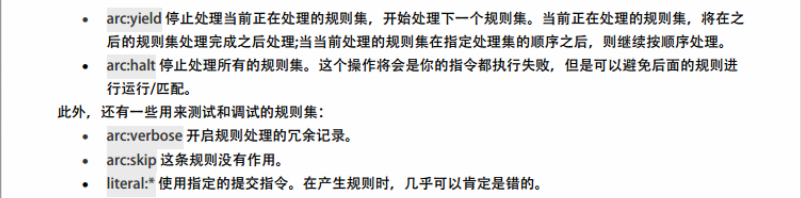 • arc:yield 停止处理当前正在处理的规则集，开始处理下一个规则集。当前正在处理的规则集，将在之
后的规则集处理完成之后处理;当当前处理的规则集在指定处理集的顺序之后，则继续按顺序处理。
• arc:halt 停止处理所有的规则集。这个操作将会是你的指令都执行失败，但是可以避免后面的规则进
行运行/匹配。
此外，还有一些用来测试和调试的规则集：
• arc:verbose 开启规则处理的冗余记录。
• arc:skip 这条规则没有作用。
• literal:* 使用指定的提交指令。在产生规则时，几乎可以肯定是错的。